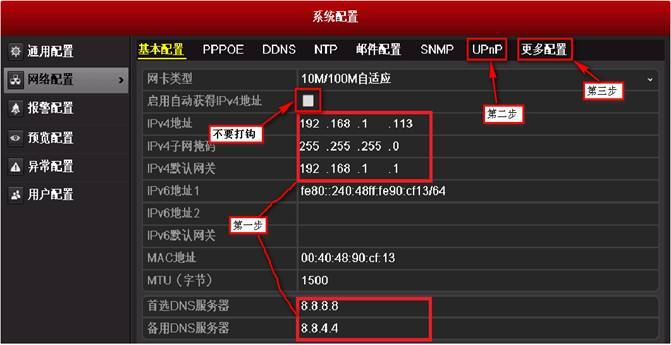 系统配置
通用配置
网络配置
报警配置
预览配置
异常配置
用户配置
基本配置 PPPOE DDNS NTP 邮件配置 SNMP UPnP 更多配置
网卡类型 10M/100M自适应
启用自动获得IPv4地址
IPv4地址 192 .168 .1 .113
IPv4子网掩码 255 .255 .255 .0
IPv4默认网关 192 .168 .1 .1
IPv6地址1 fe80::240:48ff:fe90:cf13/64
IPv6地址2
IPv6默认网关
MAC地址 00:40:48:90:cf:13
MTU（字节） 1500
首选DNS服务器 8.8.8.8
备用DNS服务器 8.8.4.4
不要打钩
第一步
第二步
第三步